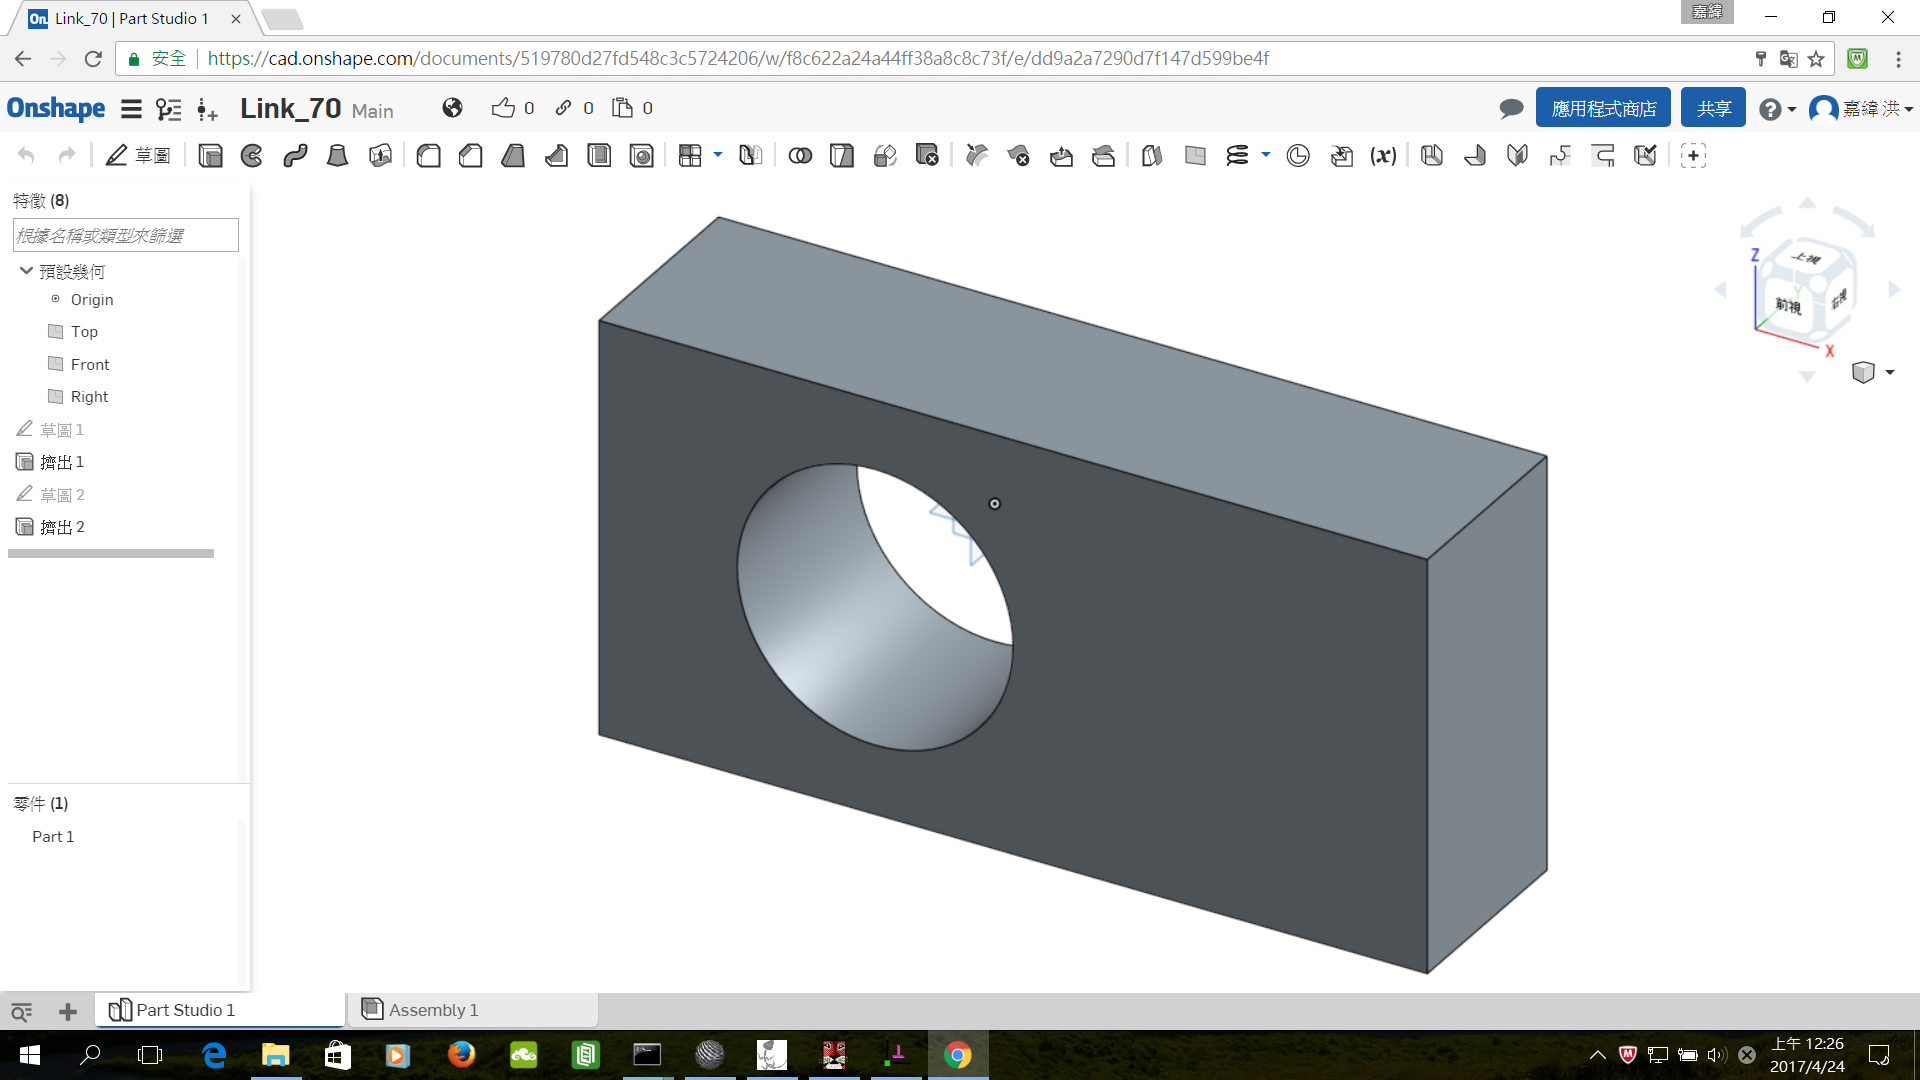 Link_70 | Part Studio 1
嘉緯
安全
https://cad.onshape.com/documents/519780d27fd548c3c5724206/w/f8c622a24a44ff38a8c8c73f/e/dd9a2a7290d7f147d599be4f
Onshape
Link_70 Main
0
0
0
應用程式商店
共享
嘉緯 洪
草圖
(x)
特徵 (8)
根據名稱或類型來篩選
預設幾何
Origin
Top
Front
Right
草圖 1
擠出 1
草圖 2
擠出 2
上視
前視
右視
Z
Y
X
零件 (1)
Part 1
Part Studio 1
Assembly 1
上午 12:26
2017/4/24